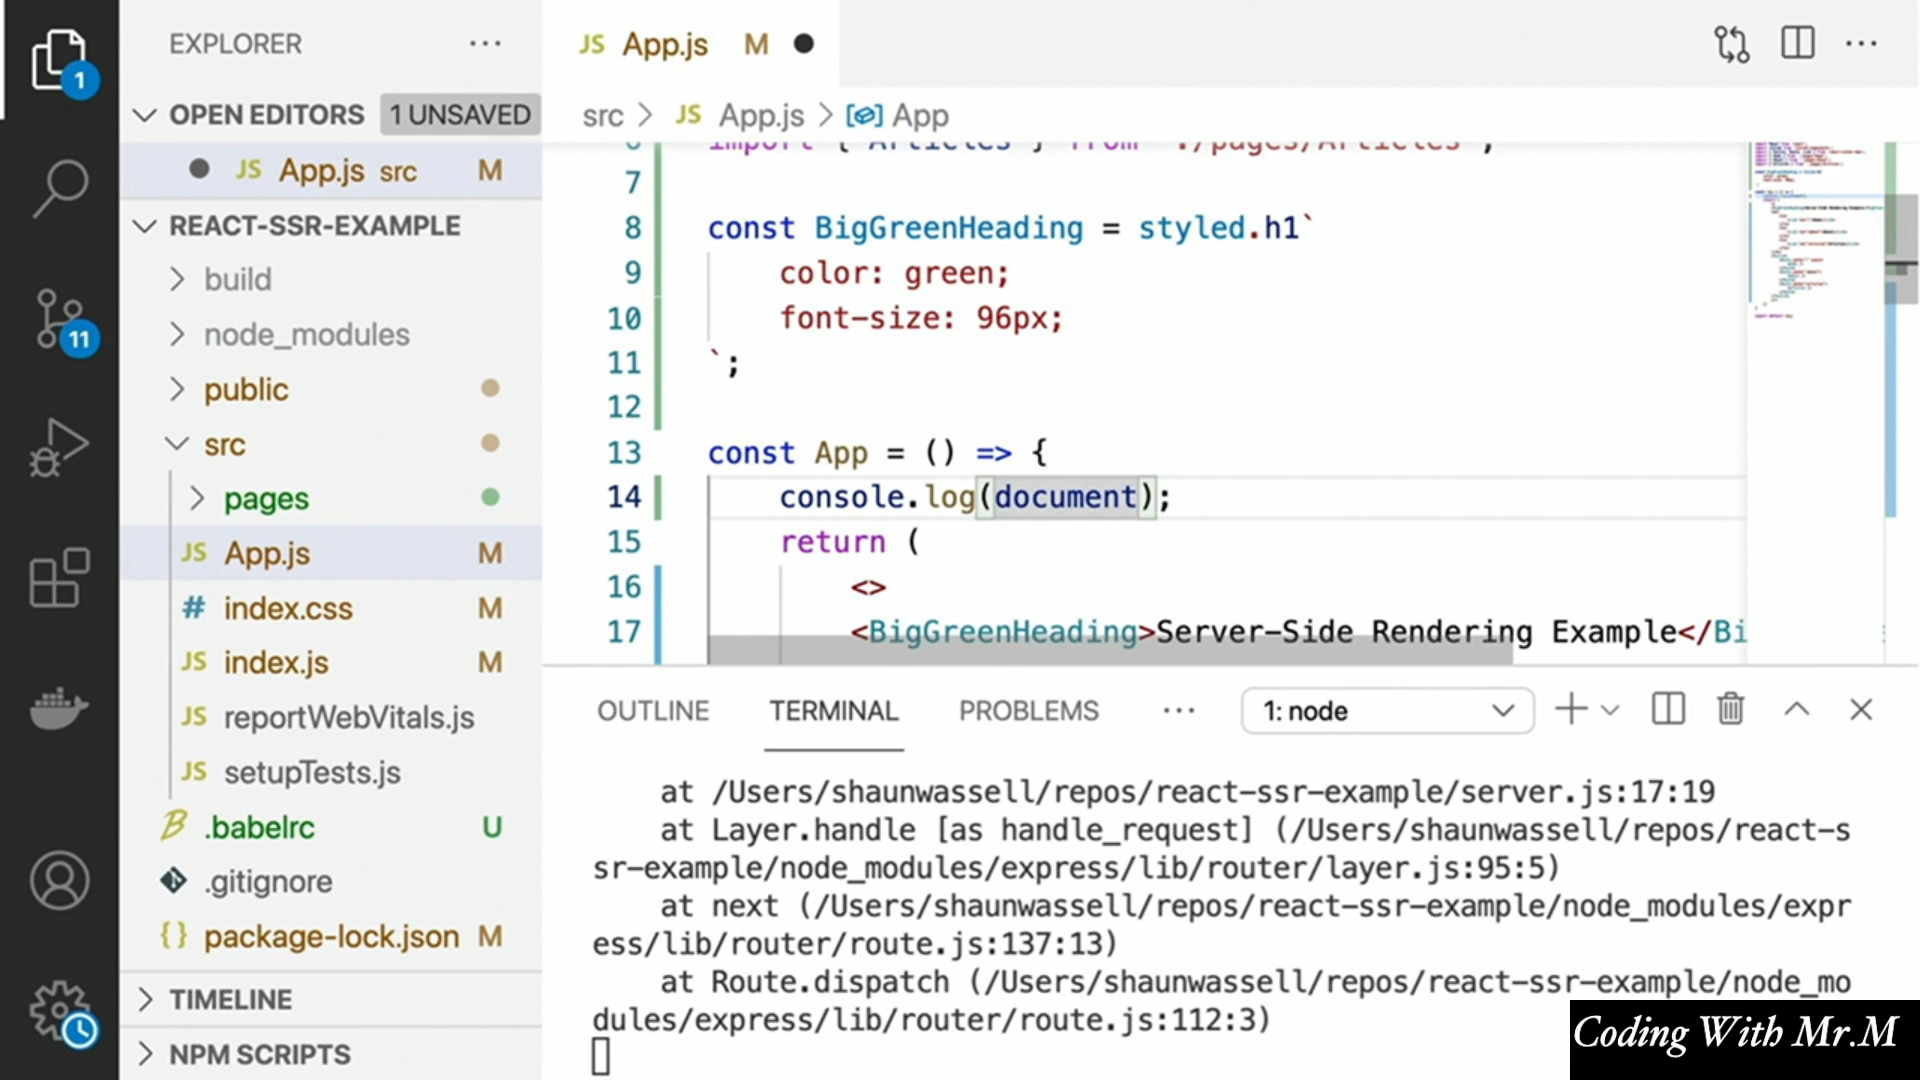 EXPLORER
OPEN EDITORS 1 UNSAVED
JS App.js src M
REACT-SSR-EXAMPLE
build
node_modules
public
src
pages
JS App.js M
# index.css M
JS index.js M
JS reportWebVitals.js
JS setupTests.js
.babelrc U
.gitignore
{} package-lock.json M
TIMELINE
NPM SCRIPTS
1
11
JS App.js M
src > JS App.js > App
6 import { Articles } from './pages/Articles';
7
8 const BigGreenHeading = styled.h1`
9 color: green;
10 font-size: 96px;
11 `;
12
13 const App = () => {
14 console.log(document);
15 return (
16 <>
17 <BigGreenHeading>Server-Side Rendering Example</Bi
OUTLINE TERMINAL PROBLEMS ... 1: node
at /Users/shaunwassell/repos/react-ssr-example/server.js:17:19
at Layer.handle [as handle_request] (/Users/shaunwassell/repos/react-s
sr-example/node_modules/express/lib/router/layer.js:95:5)
at next (/Users/shaunwassell/repos/react-ssr-example/node_modules/expr
ess/lib/router/route.js:137:13)
at Route.dispatch (/Users/shaunwassell/repos/react-ssr-example/node_mo
dules/express/lib/router/route.js:112:3)
Coding With Mr.M